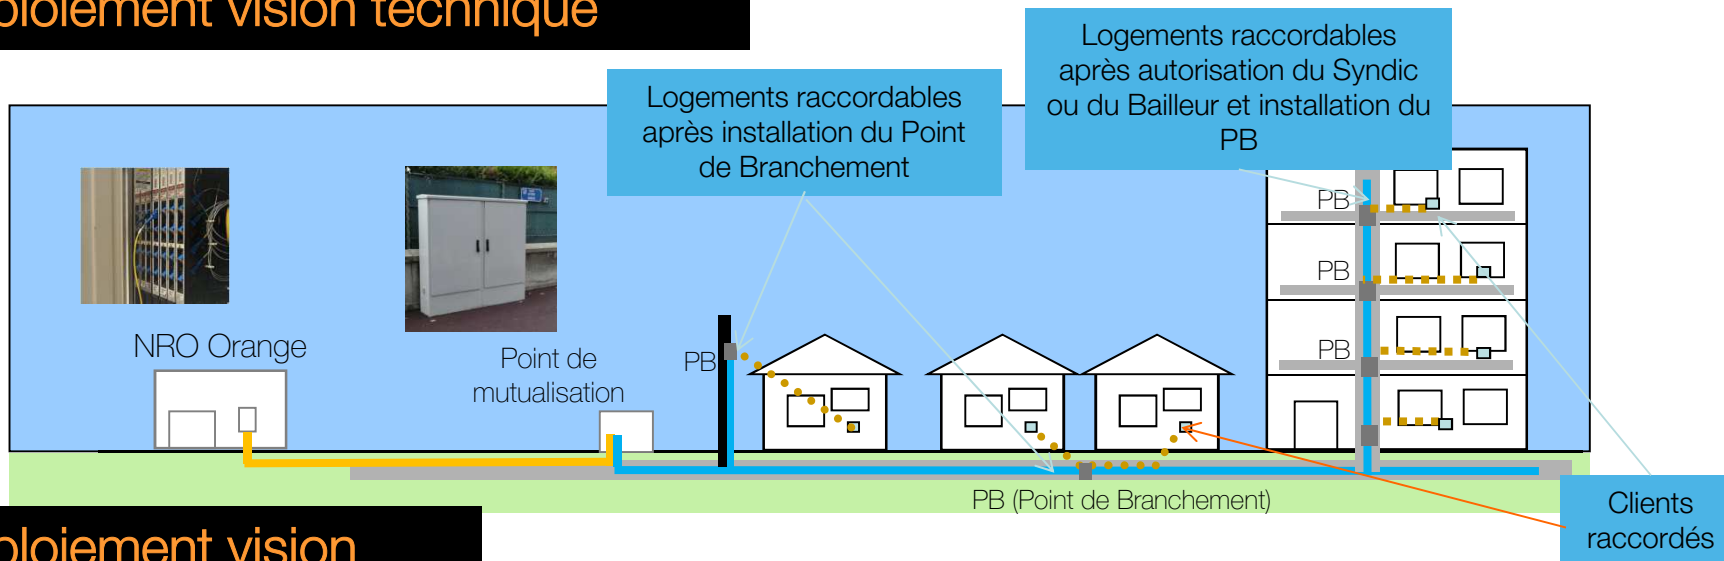 ploiement vision technique
Logements raccordables
après installation du Point
de Branchement
Logements raccordables
après autorisation du Syndic
ou du Bailleur et installation du
PB
NRO Orange
Point de
mutualisation
PB
PB
PB
PB
PB (Point de Branchement)
Clients
raccordés
ploiement vision